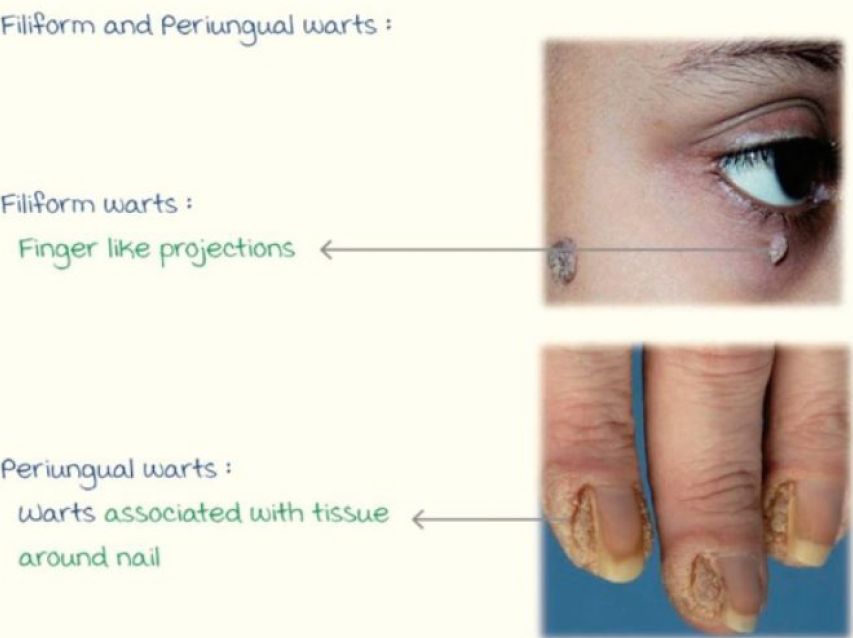 Filiform and Periungual warts :
Filiform warts :
Finger like projections
Periungual warts :
Warts associated with tissue
around nail